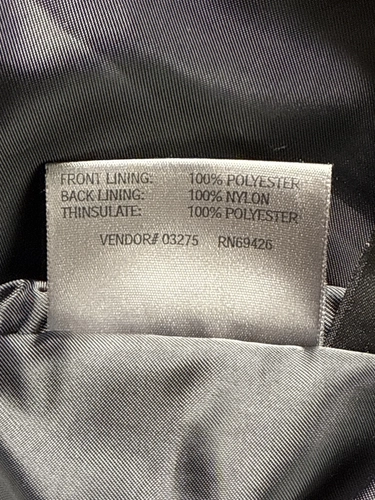 FRONT LINING: 100% POLYESTER
BACK LINING: 100% NYLON
THINSULATE: 100% POLYESTER
VENDOR# 03275 RN69426